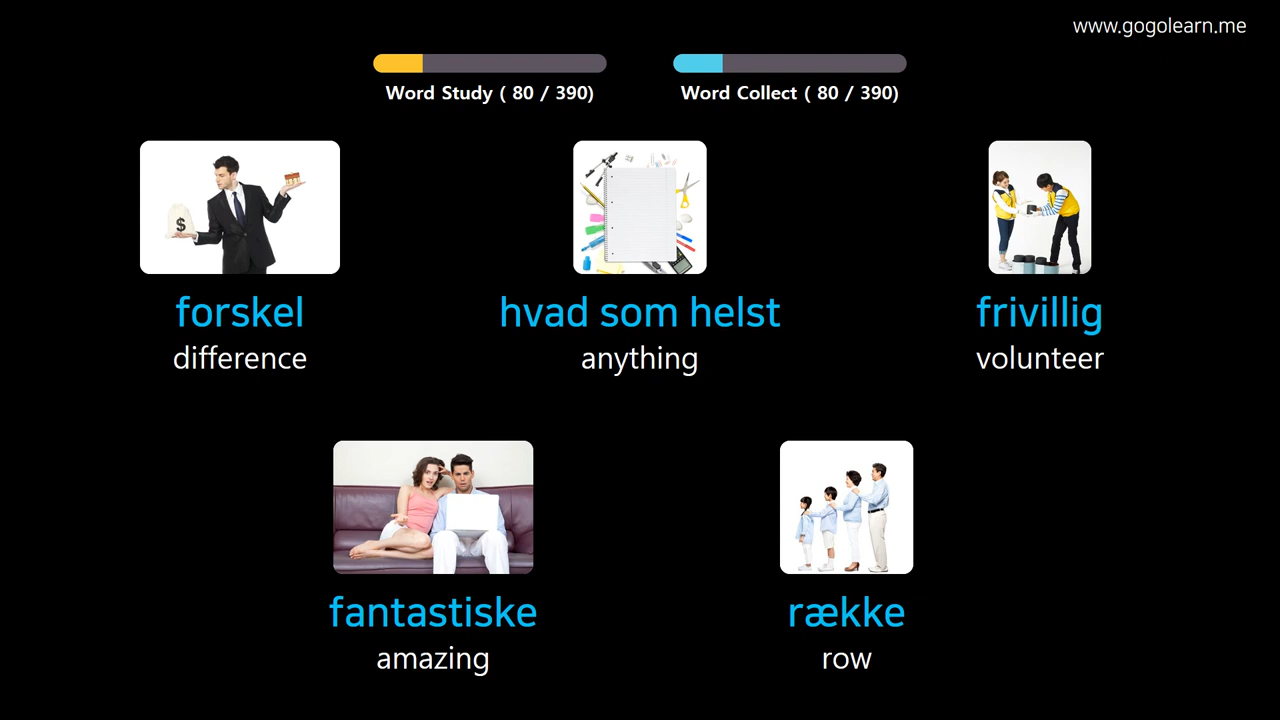 www.gogolearn.me
Word Study ( 80 / 390)
Word Collect ( 80 / 390)
$
forskel
difference
hvad som helst
anything
frivillig
volunteer
fantastiske
amazing
række
row